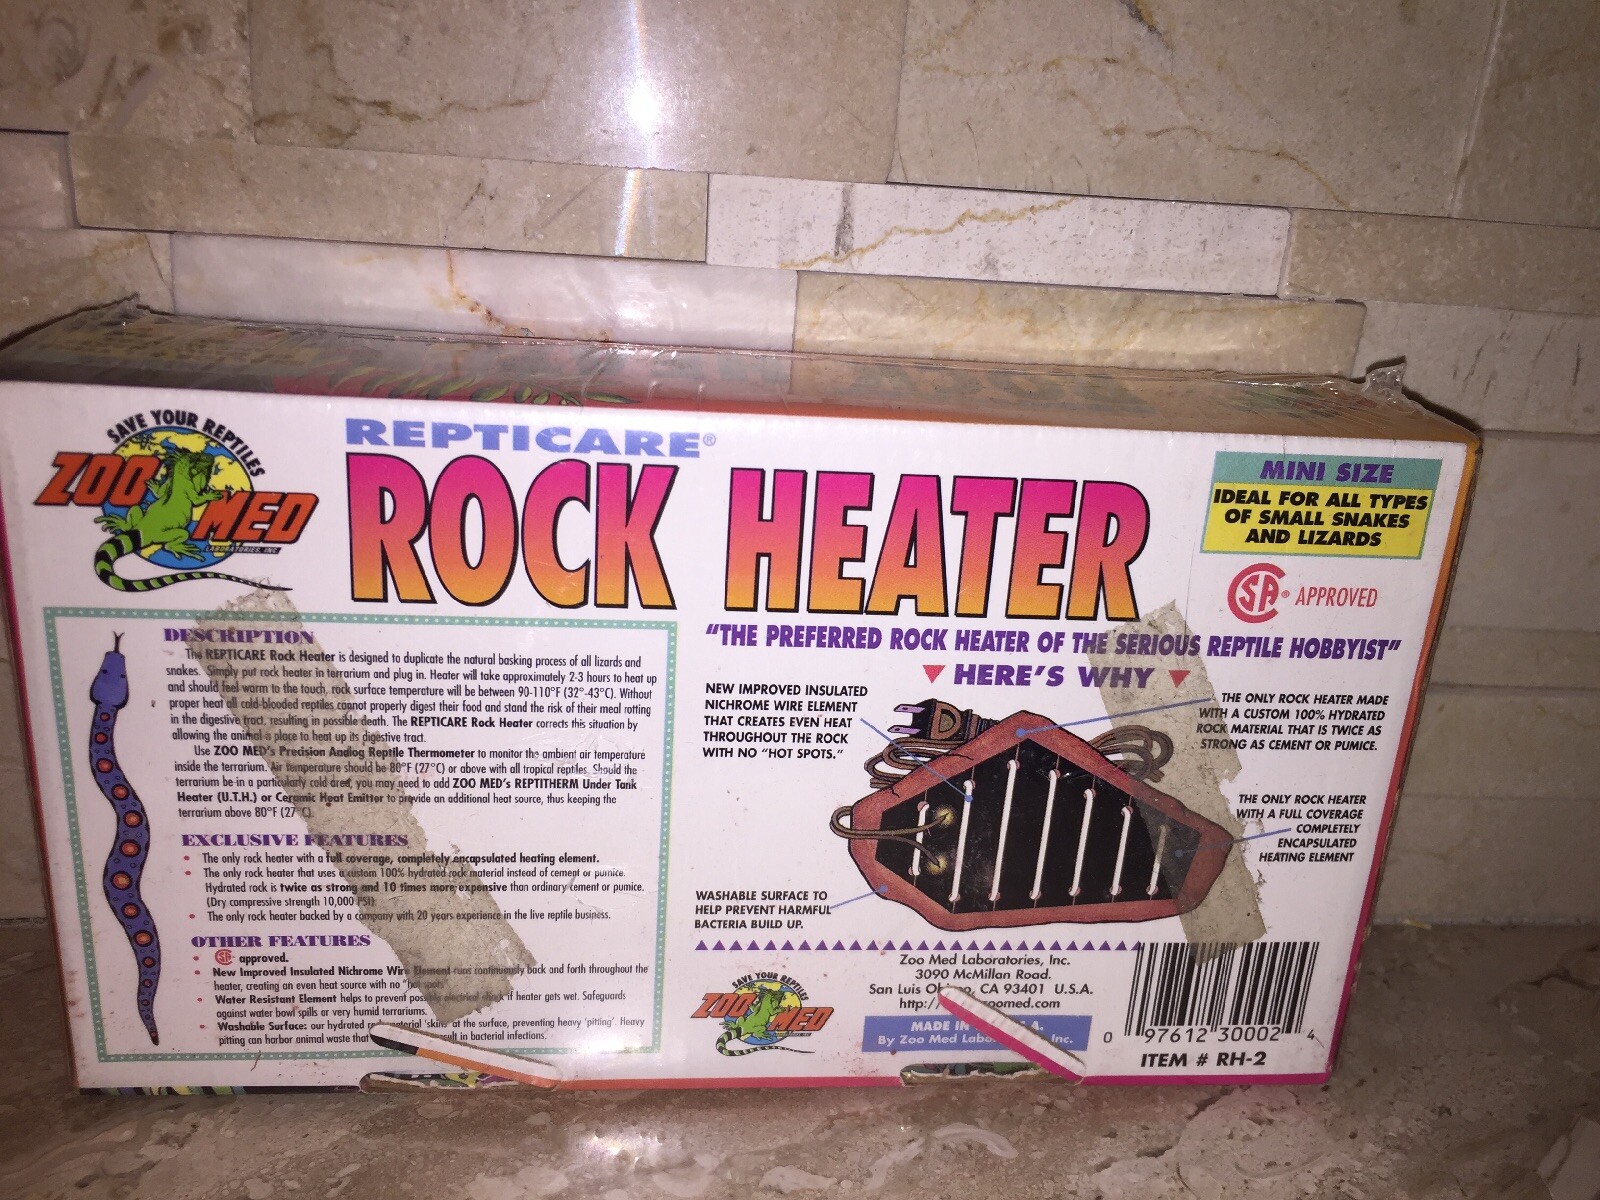 SAVE YOUR REPTILES
ZOO MED
LABORATORIES, INC
REPTICARE®
ROCK HEATER
MINI SIZE
IDEAL FOR ALL TYPES
OF SMALL SNAKES
AND LIZARDS
CSA® APPROVED
DESCRIPTION
The REPTICARE Rock Heater is designed to duplicate the natural basking process of all lizards and
snakes. Simply put rock heater in terrarium and plug in. Heater will take approximately 2-3 hours to heat up
and should feel warm to the touch, rock surface temperature will be between 90-110°F (32°-43°C). Without
proper heat all cold-blooded reptiles cannot properly digest their food and stand the risk of their meal rotting
in the digestive tract, resulting in possible death. The REPTICARE Rock Heater corrects this situation by
allowing the animal a place to heat up its digestive tract.
Use ZOO MED's Precision Analog Reptile Thermometer to monitor the ambient air temperature
inside the terrarium. Air temperature should be 80°F (27°C) or above with all tropical reptiles. Should the
terrarium be in a particularly cold area, you may need to add ZOO MED's REPTITHERM Under Tank
Heater (U.T.H.) or Ceramic Heat Emitter to provide an additional heat source, thus keeping the
terrarium above 80°F (27°C).
EXCLUSIVE FEATURES
• The only rock heater with a full coverage, completely encapsulated heating element.
• The only rock heater that uses a custom 100% hydrated rock material instead of cement or pumice.
Hydrated rock is twice as strong and 10 times more expensive than ordinary cement or pumice.
(Dry compressive strength 10,000 PSI).
• The only rock heater backed by a company with 20 years experience in the live reptile business.
OTHER FEATURES
• CSA® approved.
• New Improved Insulated Nichrome Wire Element runs continuously back and forth throughout the
heater, creating an even heat source with no "hot spots"
• Water Resistant Element helps to prevent possible electrical shock if heater gets wet. Safeguards
against water bowl spills or very humid terrariums.
• Washable Surface: our hydrated rock material 'skins' at the surface, preventing heavy 'pitting'. Heavy
pitting can harbor animal waste that result in bacterial infections.
"THE PREFERRED ROCK HEATER OF THE SERIOUS REPTILE HOBBYIST"
HERE'S WHY
NEW IMPROVED INSULATED
NICHROME WIRE ELEMENT
THAT CREATES EVEN HEAT
THROUGHOUT THE ROCK
WITH NO "HOT SPOTS."
THE ONLY ROCK HEATER MADE
WITH A CUSTOM 100% HYDRATED
ROCK MATERIAL THAT IS TWICE AS
STRONG AS CEMENT OR PUMICE.
THE ONLY ROCK HEATER
WITH A FULL COVERAGE
COMPLETELY
ENCAPSULATED
HEATING ELEMENT
WASHABLE SURFACE TO
HELP PREVENT HARMFUL
BACTERIA BUILD UP.
SAVE YOUR REPTILES
ZOO MED
Zoo Med Laboratories, Inc.
3090 McMillan Road.
San Luis Obispo, CA 93401 U.S.A.
http:// zoomed.com
MADE IN A.
By Zoo Med Labo Inc.
0 97612 30002 4
ITEM # RH-2